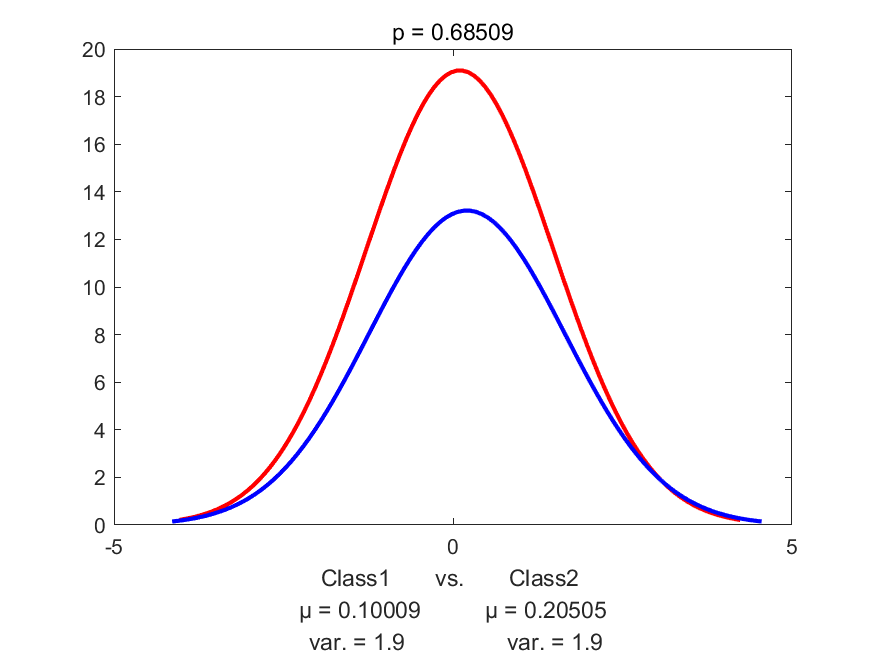 p = 0.68509
20
18
16
14
12
10
8
6
4
2
0
-5 0 5
Class1 vs. Class2
μ = 0.10009 μ = 0.20505
var. = 1.9 var. = 1.9